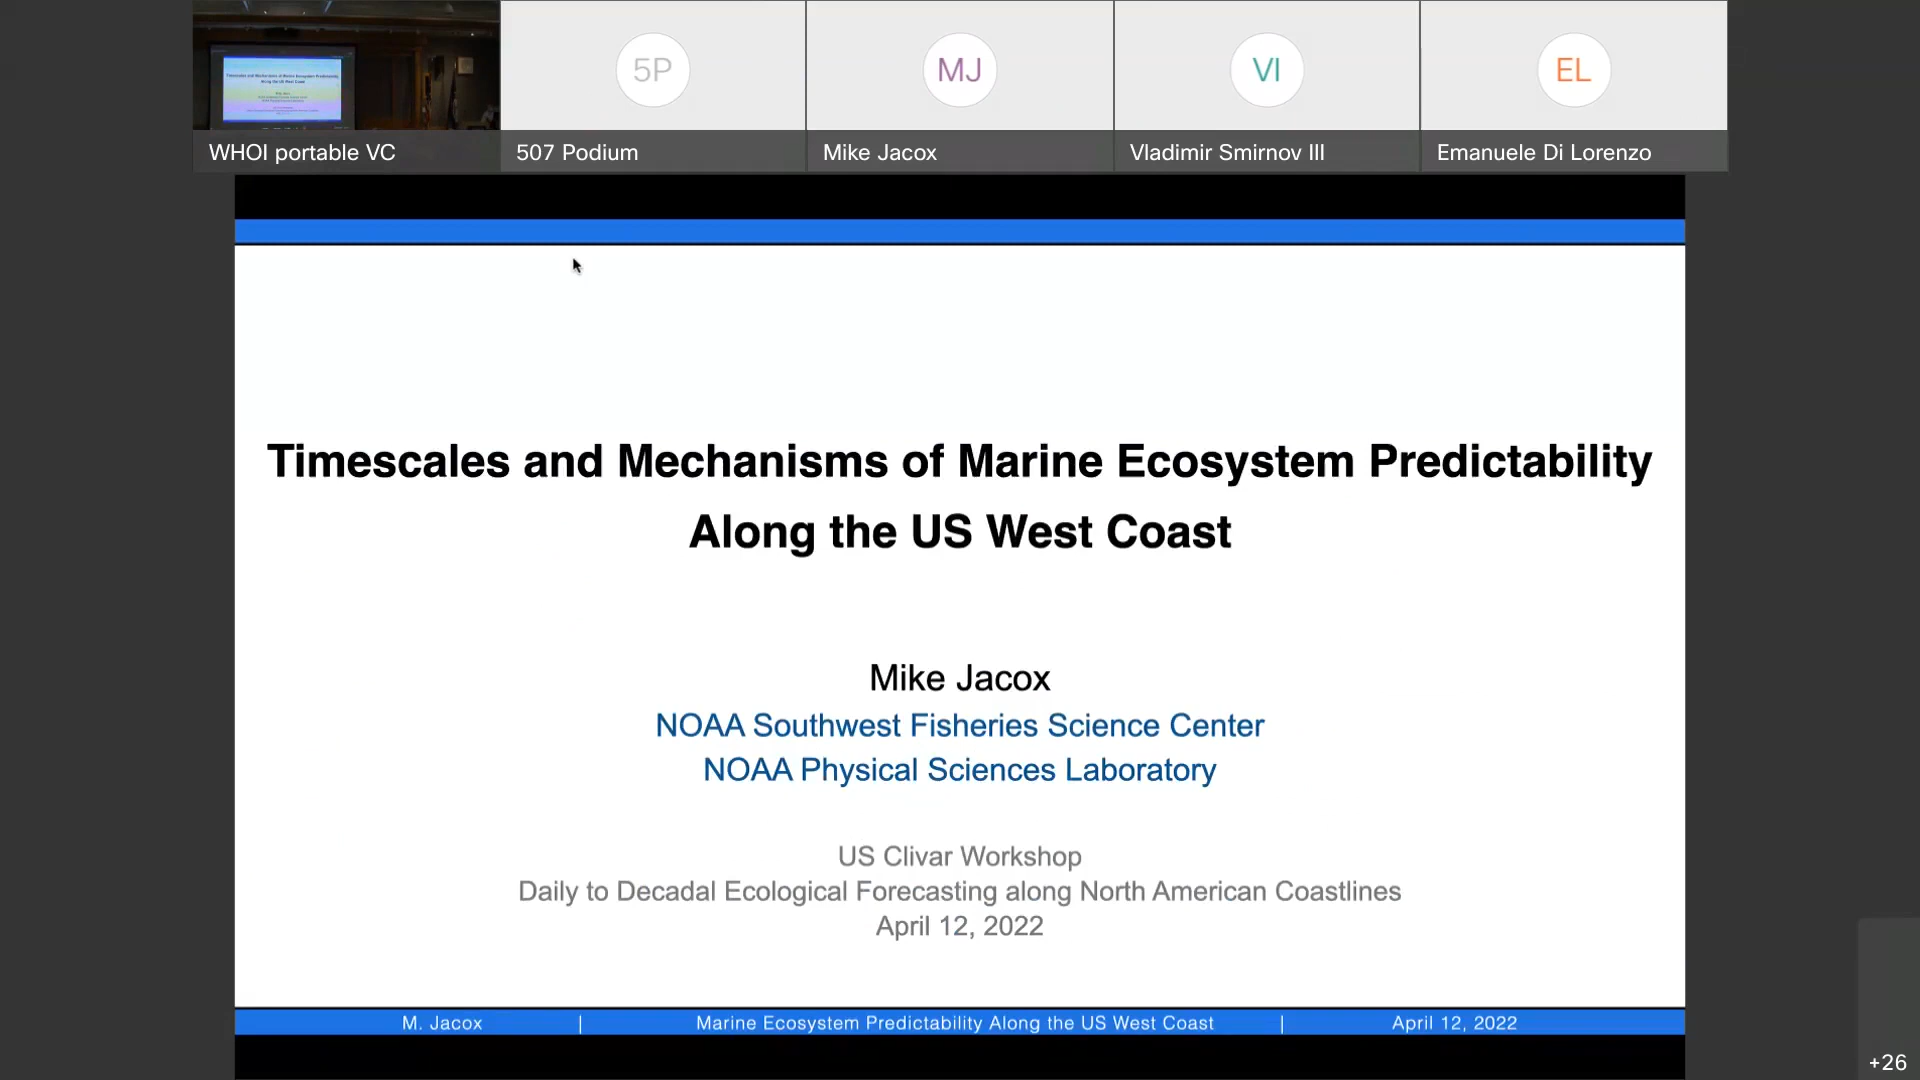 5P
MJ
VI
EL
WHOI portable VC
507 Podium
Mike Jacox
Vladimir Smirnov III
Emanuele Di Lorenzo
Timescales and Mechanisms of Marine Ecosystem Predictability
Along the US West Coast
Mike Jacox
NOAA Southwest Fisheries Science Center
NOAA Physical Sciences Laboratory
US Clivar Workshop
Daily to Decadal Ecological Forecasting along North American Coastlines
April 12, 2022
M. Jacox | Marine Ecosystem Predictability Along the US West Coast | April 12, 2022
+26